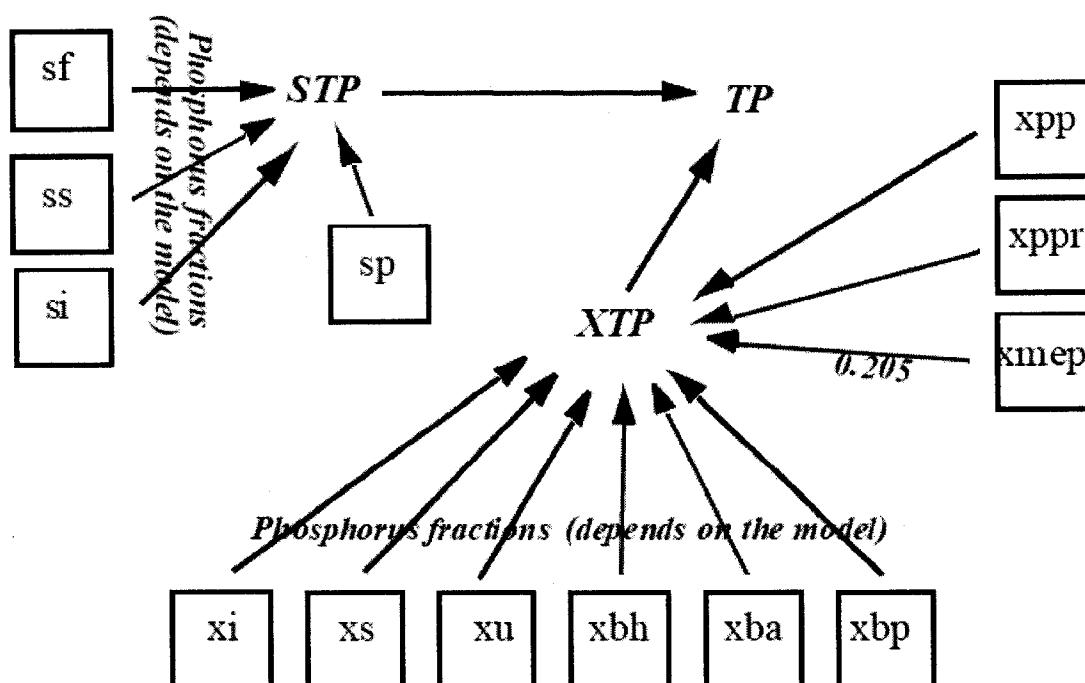 sf
ss
si
Phosphorus fractions
(depends on the model)
STP
TP
sp
XTP
xpp
xppr
xmep
0.205
Phosphorus fractions (depends on the model)
xi
xs
xu
xbh
xba
xbp